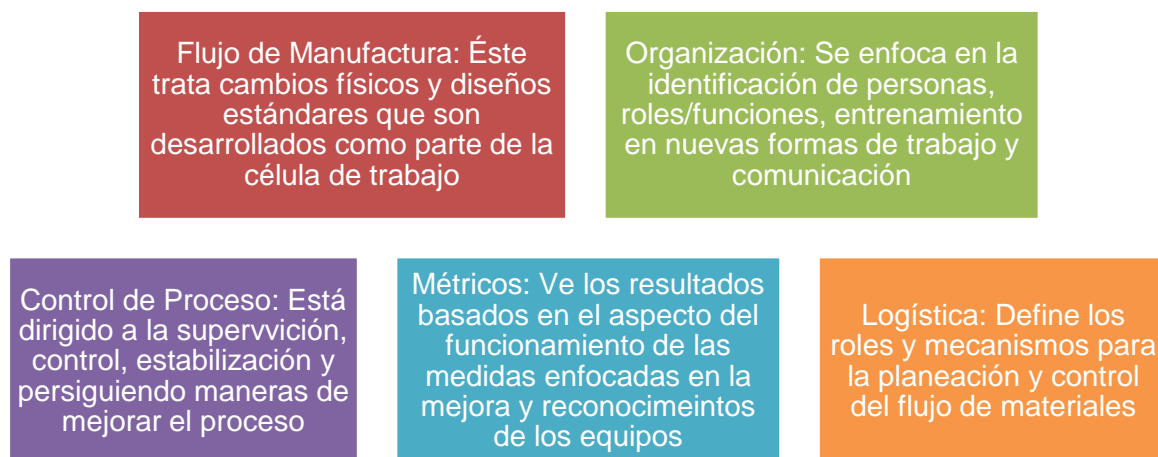 Flujo de Manufactura: Éste
trata cambios físicos y diseños
estándares que son
desarrollados como parte de la
célula de trabajo
Organización: Se enfoca en la
identificación de personas,
roles/funciones, entrenamiento
en nuevas formas de trabajo y
comunicación
Control de Proceso: Está
dirigido a la supervvición,
control, estabilización y
persiguiendo maneras de
mejorar el proceso
Métricos: Ve los resultados
basados en el aspecto del
funcionamiento de las
medidas enfocadas en la
mejora y reconocimeintos
de los equipos
Logística: Define los
roles y mecanismos para
la planeación y control
del flujo de materiales